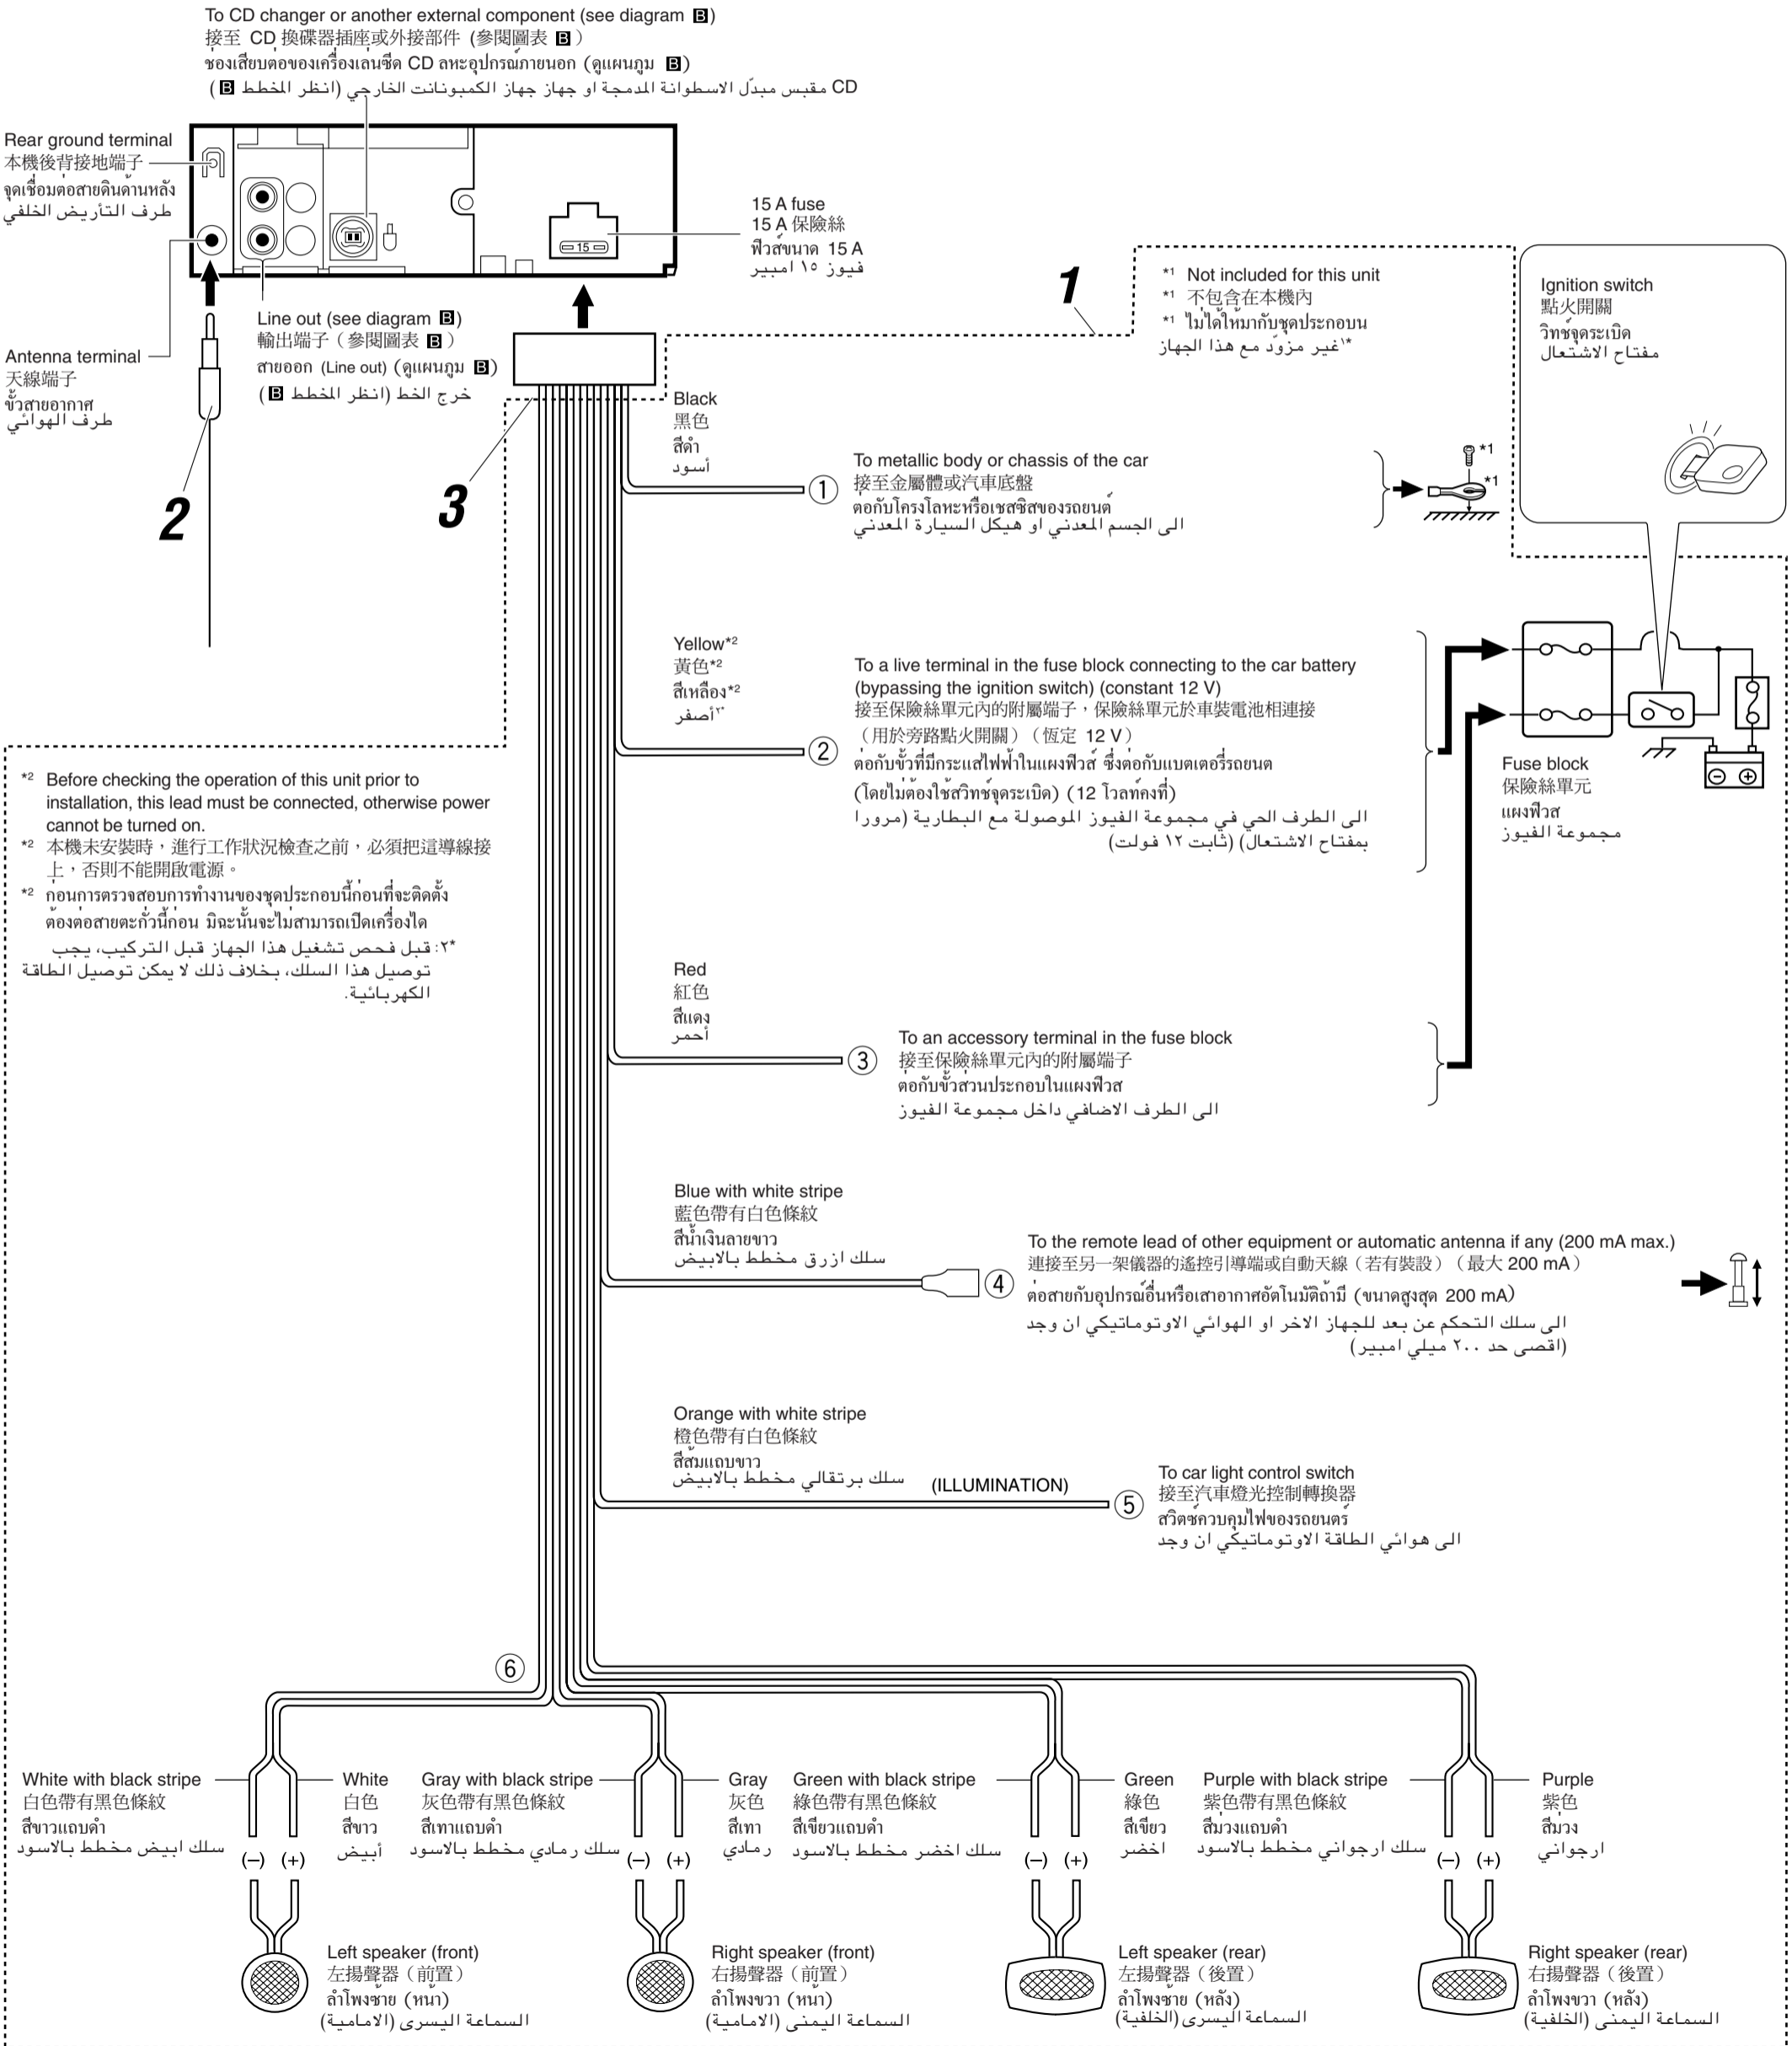 To CD changer or another external component (see diagram B)
接至 CD 換碟器插座或外接部件 (參閱圖表 B )
ช่องเสียบต่อของเครื่องเล่นซีด CD ลหะอุปกรณ์ภายนอก (ดูแผนภูม B)
CD مقبس مبدّل الاسطوانة المدمجة او جهاز جهاز الكمبونانت الخارجي (انظر المخطط B )
Rear ground terminal
本機後背接地端子
จุดเชื่อมต่อสายดินด้านหลัง
طرف التأريض الخلفي
15 A fuse
15 A 保險絲
ฟิวส์ขนาด 15 A
فيوز ١٥ امبير
15
Line out (see diagram B)
輸出端子（參閱圖表 B ）
สายออก (Line out) (ดูแผนภูม B)
خرج الخط (انظر المخطط B )
Antenna terminal
天線端子
ขั้วสายอากาศ
طرف الهوائي
1
2
3
*1 Not included for this unit
*1 不包含在本機內
*1 ไม่ได้ให้มากับชุดประกอบน
*١غير مزوّد مع هذا الجهاز
Ignition switch
點火開關
วิทช์จุดระเบิด
مفتاح الاشتعال
Black
黑色
สีดำ
أسود
①
To metallic body or chassis of the car
接至金屬體或汽車底盤
ต่อกับโครงโลหะหรือเชสซิสของรถยนต์
الى الجسم المعدني او هيكل السيارة المعدني
*1
*1
Yellow*2
黃色*2
สีเหลือง*2
أصفر*٢
②
To a live terminal in the fuse block connecting to the car battery
(bypassing the ignition switch) (constant 12 V)
接至保險絲單元內的附屬端子，保險絲單元於車裝電池相連接
（用於旁路點火開關）（恆定 12 V）
ต่อกับขั้วที่มีกระแสไฟฟ้าในแผงฟิวส์ ซึ่งต่อกับแบตเตอรี่รถยนต
(โดยไม่ต้องใช้สวิทช์จุดระเบิด) (12 โวลท์คงที่)
الى الطرف الحي في مجموعة الفيوز الموصولة مع البطارية (مرورا
بمفتاح الاشتعال) (ثابت ١٢ فولت)
Fuse block
保險絲單元
แผงฟิวส
مجموعة الفيوز
*2 Before checking the operation of this unit prior to
installation, this lead must be connected, otherwise power
cannot be turned on.
*2 本機未安裝時，進行工作狀況檢查之前，必須把這導線接
上，否則不能開啟電源。
*2 ก่อนการตรวจสอบการทำงานของชุดประกอบนี้ก่อนที่จะติดตั้ง
ต้องต่อสายตะกั่วนี้ก่อน มิฉะนั้นจะไม่สามารถเปิดเครื่องได
*٢: قبل فحص تشغيل هذا الجهاز قبل التركيب، يجب
توصيل هذا السلك، بخلاف ذلك لا يمكن توصيل الطاقة
الكهربائية.
Red
紅色
สีแดง
أحمر
③
To an accessory terminal in the fuse block
接至保險絲單元內的附屬端子
ต่อกับขั้วส่วนประกอบในแผงฟิวส
الى الطرف الاضافي داخل مجموعة الفيوز
Blue with white stripe
藍色帶有白色條紋
สีน้ำเงินลายขาว
سلك ازرق مخطط بالابيض
④
To the remote lead of other equipment or automatic antenna if any (200 mA max.)
連接至另一架儀器的遙控引導端或自動天線（若有裝設）（最大 200 mA）
ต่อสายกับอุปกรณ์อื่นหรือเสาอากาศอัตโนมัติถ้ามี (ขนาดสูงสุด 200 mA)
الى سلك التحكم عن بعد للجهاز الاخر او الهوائي الاوتوماتيكي ان وجد
(اقصى حد ٢٠٠ ميلي امبير)
Orange with white stripe
橙色帶有白色條紋
สีส้มแถบขาว
سلك برتقالي مخطط بالابيض
(ILLUMINATION)
⑤
To car light control switch
接至汽車燈光控制轉換器
สวิตช์ควบคุมไฟของรถยนตร์
الى هوائي الطاقة الاوتوماتيكي ان وجد
⑥
White with black stripe
白色帶有黑色條紋
สีขาวแถบดำ
سلك ابيض مخطط بالاسود
White
白色
สีขาว
أبيض
Gray with black stripe
灰色帶有黑色條紋
สีเทาแถบดำ
سلك رمادي مخطط بالاسود
Gray
灰色
สีเทา
رمادي
Green with black stripe
綠色帶有黑色條紋
สีเขียวแถบดำ
سلك اخضر مخطط بالاسود
Green
綠色
สีเขียว
اخضر
Purple with black stripe
紫色帶有黑色條紋
สีม่วงแถบดำ
سلك ارجواني مخطط بالاسود
Purple
紫色
สีม่วง
ارجواني
(–) (+)
(–) (+)
(–) (+)
(–) (+)
Left speaker (front)
左揚聲器（前置）
ลำโพงซ้าย (หน้า)
السماعة اليسرى (الامامية)
Right speaker (front)
右揚聲器（前置）
ลำโพงขวา (หน้า)
السماعة اليمنى (الامامية)
Left speaker (rear)
左揚聲器（後置）
ลำโพงซ้าย (หลัง)
السماعة اليسرى (الخلفية)
Right speaker (rear)
右揚聲器（後置）
ลำโพงขวา (หลัง)
السماعة اليمنى (الخلفية)